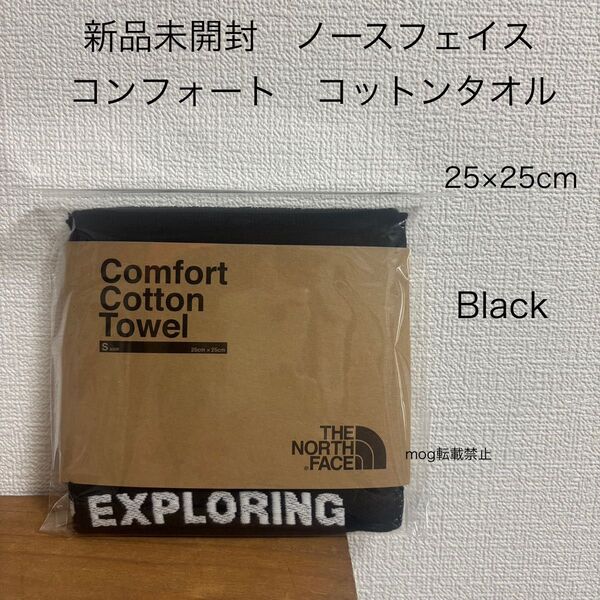 新品未開封　ノースフェイス
コンフォート　コットンタオル
25×25cm
Black
Comfort
Cotton
Towel
S 25cm×25cm
THE
NORTH
FACE
mog転載禁止
EXPLORING